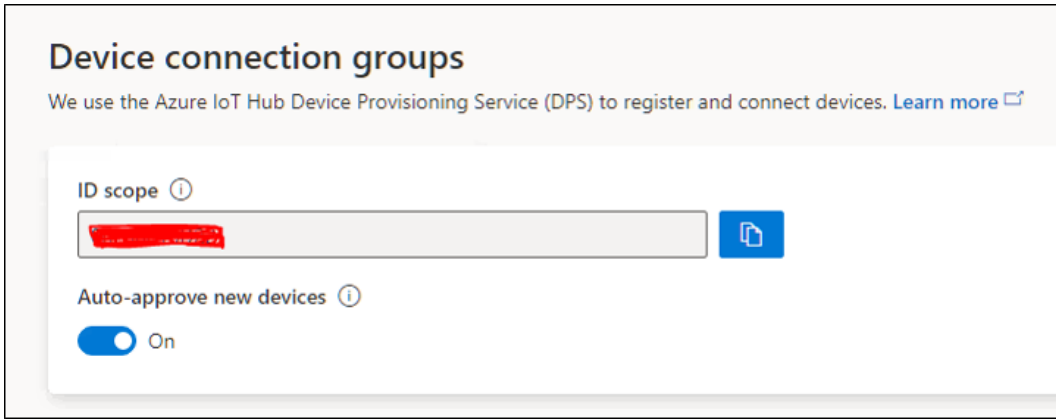 Device connection groups
We use the Azure IoT Hub Device Provisioning Service (DPS) to register and connect devices. Learn more
ID scope
Auto-approve new devices
On